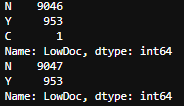 N    9046
Y     953
C       1
Name: LowDoc, dtype: int64
N    9047
Y     953
Name: LowDoc, dtype: int64